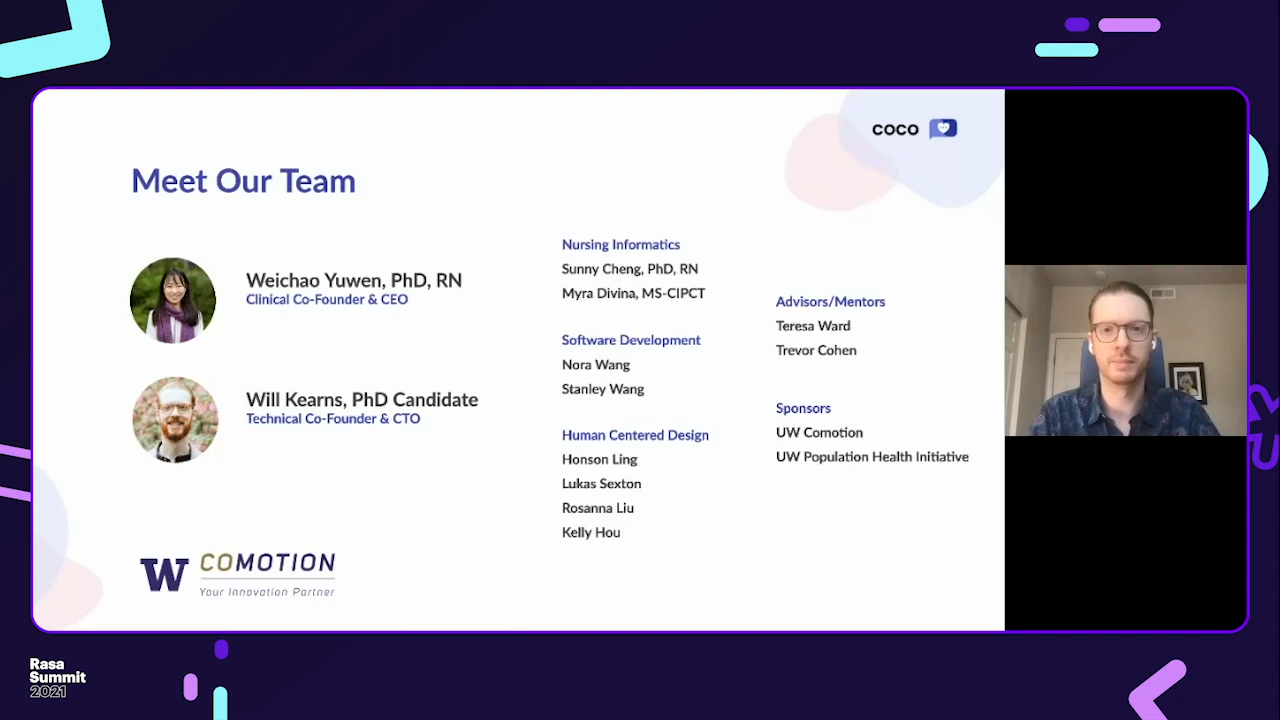 coco
Meet Our Team
Weichao Yuwen, PhD, RN
Clinical Co-Founder & CEO
Will Kearns, PhD Candidate
Technical Co-Founder & CTO
Nursing Informatics
Sunny Cheng, PhD, RN
Myra Divina, MS-CIPCT
Software Development
Nora Wang
Stanley Wang
Human Centered Design
Honson Ling
Lukas Sexton
Rosanna Liu
Kelly Hou
Advisors/Mentors
Teresa Ward
Trevor Cohen
Sponsors
UW Comotion
UW Population Health Initiative
W COMOTION
Your Innovation Partner
Rasa
Summit
2021